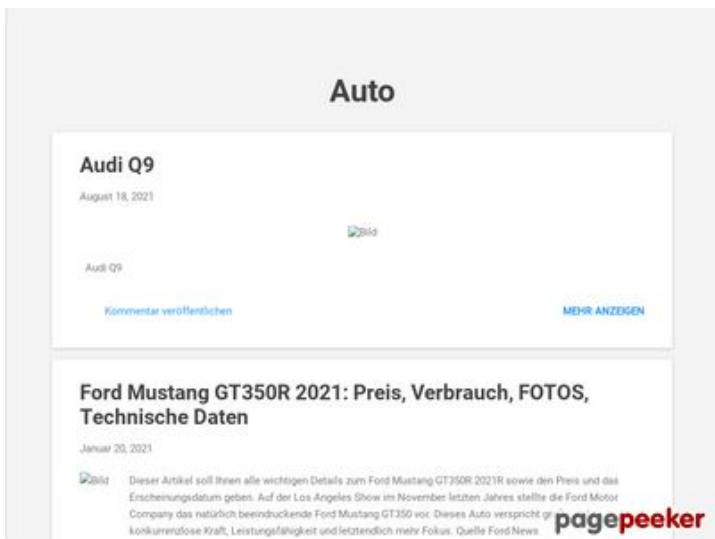 Auto
Audi Q9
August 18, 2021
Bild
Audi Q9
Kommentar veröffentlichen
MEHR ANZEIGEN
Ford Mustang GT350R 2021: Preis, Verbrauch, FOTOS,
Technische Daten
Januar 20, 2021
Bild
Dieser Artikel soll Ihnen alle wichtigen Details zum Ford Mustang GT350R 2021R sowie den Preis und das
Erscheinungsdatum geben. Auf der Los Angeles Show im November letzten Jahres stellte die Ford Motor
Company das natürlich beeindruckende Ford Mustang GT350 vor. Dieses Auto verspricht
konkurrenzlose Kraft, Leistungsfähigkeit und letztendlich mehr Fokus. Quelle Ford News
pagepeeker